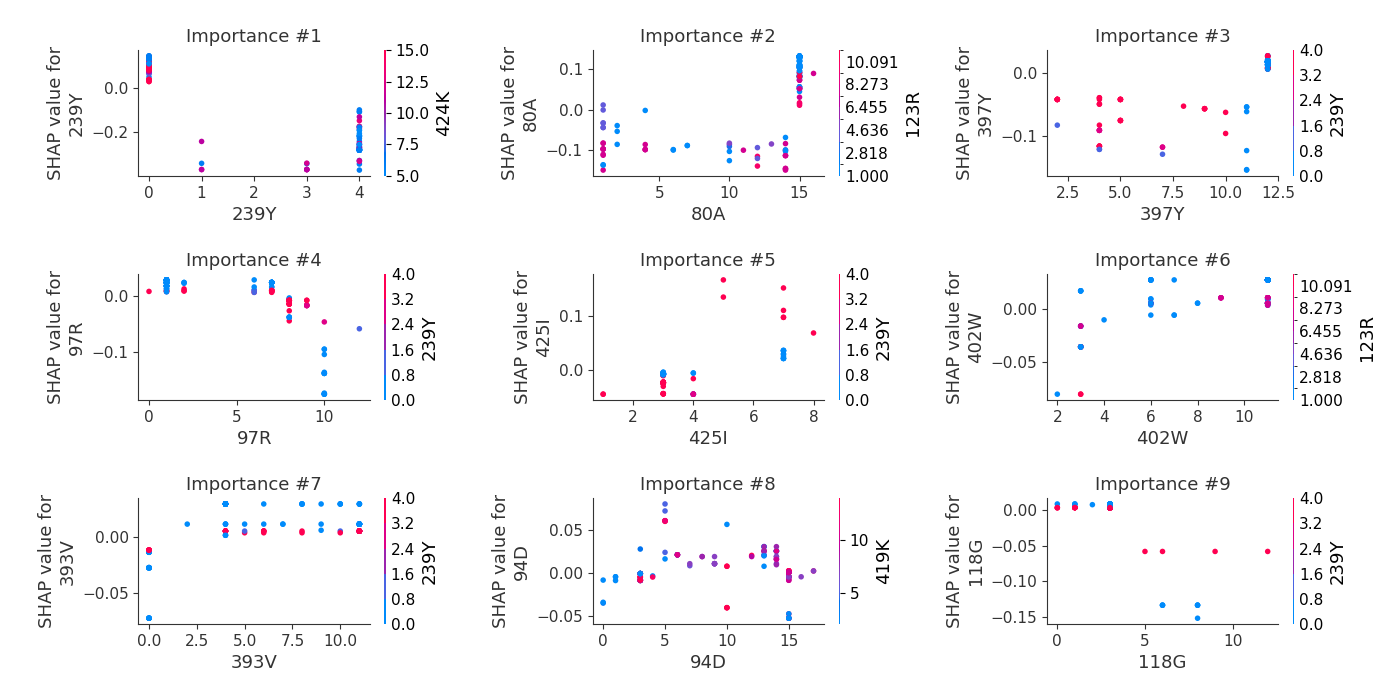 Importance #1
SHAP value for
239Y
0.0
−0.2
0
1
2
3
4
239Y
15.0
12.5
10.0
7.5
5.0
424K
Importance #2
SHAP value for
80A
0.1
0.0
−0.1
5
10
15
80A
10.091
8.273
6.455
4.636
2.818
1.000
123R
Importance #3
SHAP value for
397Y
0.0
−0.1
2.5
5.0
7.5
10.0
12.5
397Y
4.0
3.2
2.4
1.6
0.8
0.0
239Y
Importance #4
SHAP value for
97R
0.0
−0.1
0
5
10
97R
4.0
3.2
2.4
1.6
0.8
0.0
239Y
Importance #5
SHAP value for
425I
0.1
0.0
2
4
6
8
425I
4.0
3.2
2.4
1.6
0.8
0.0
239Y
Importance #6
SHAP value for
402W
0.00
−0.05
2
4
6
8
10
402W
10.091
8.273
6.455
4.636
2.818
1.000
123R
Importance #7
SHAP value for
393V
0.00
−0.05
0.0
2.5
5.0
7.5
10.0
393V
4.0
3.2
2.4
1.6
0.8
0.0
239Y
Importance #8
SHAP value for
94D
0.05
0.00
−0.05
0
5
10
15
94D
10
5
419K
Importance #9
SHAP value for
118G
0.00
−0.05
−0.10
−0.15
0
5
10
118G
4.0
3.2
2.4
1.6
0.8
0.0
239Y